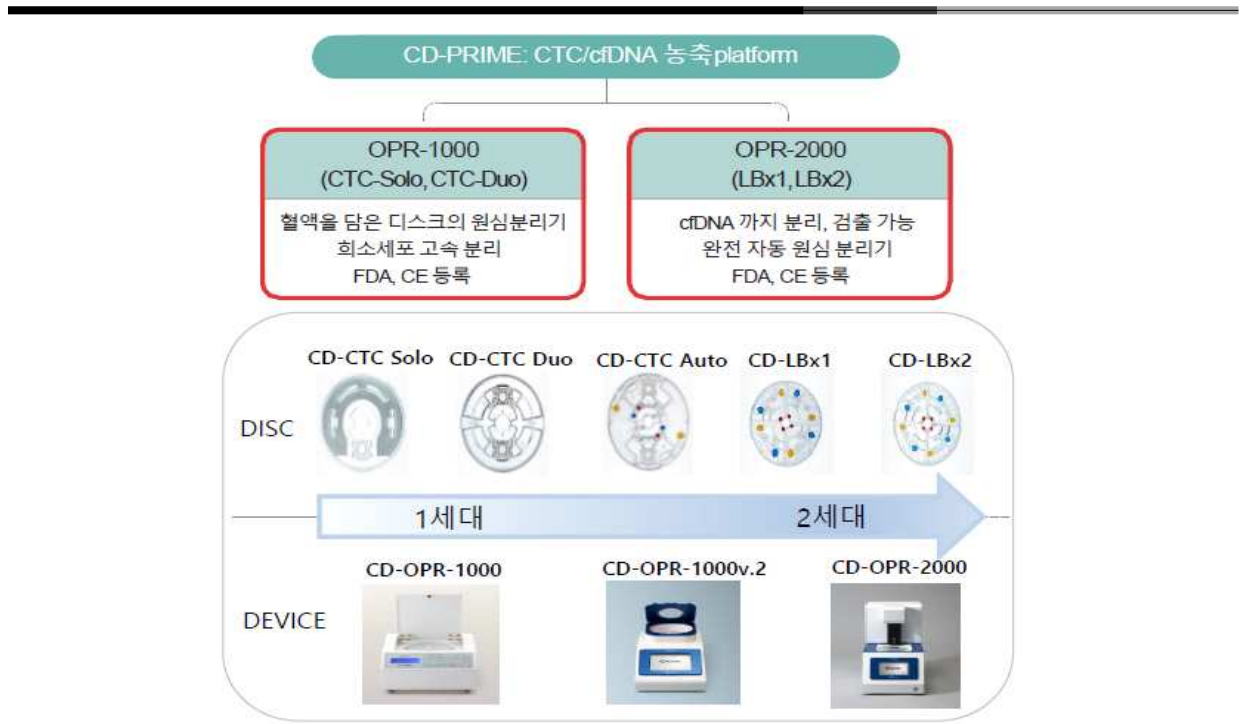 CD-PRIME: CTC/cfDNA 농축platform
OPR-1000
(CTC-Solo, CTC-Duo)
혈액을 담은 디스크의 원심분리기
희소세포 고속 분리
FDA, CE 등록
OPR-2000
(LBx1, LBx2)
cfDNA 까지 분리, 검출 가능
완전 자동 원심 분리기
FDA, CE 등록
CD-CTC Solo CD-CTC Duo CD-CTC Auto CD-LBx1 CD-LBx2
DISC
1세대 2세대
CD-OPR-1000 CD-OPR-1000v.2 CD-OPR-2000
DEVICE